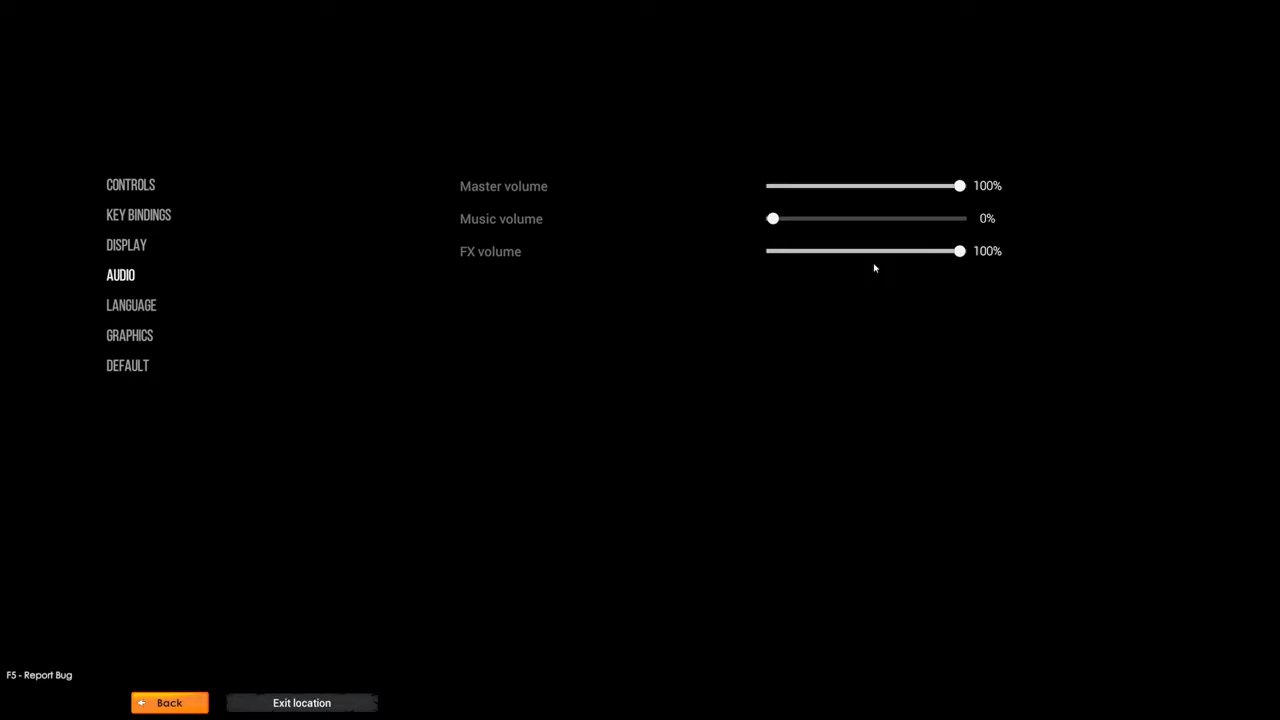 CONTROLS
KEY BINDINGS
DISPLAY
AUDIO
LANGUAGE
GRAPHICS
DEFAULT
Master volume 100%
Music volume 0%
FX volume 100%
F5 - Report Bug
Back
Exit location